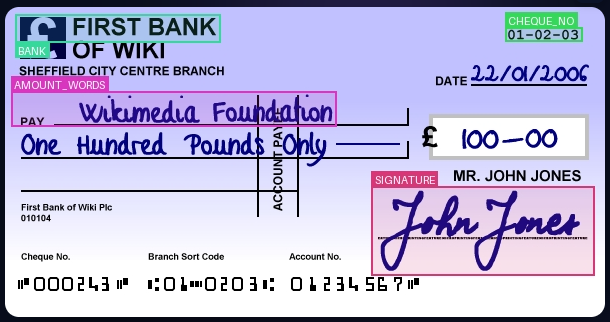 FIRST BANK
OF WIKI
BANK
SHEFFIELD CITY CENTRE BRANCH
CHEQUE_NO
01-02-03
DATE 22/01/2006
AMOUNT_WORDS
PAY Wikimedia Foundation
One Hundred Pounds Only
ACCOUNT PAYEE
£ 100-00
SIGNATURE
MR. JOHN JONES
John Jones
First Bank of Wiki Plc
010104
Cheque No. Branch Sort Code Account No.
⑈000243⑈ ⑆01⑉0203⑆ 01234567⑈